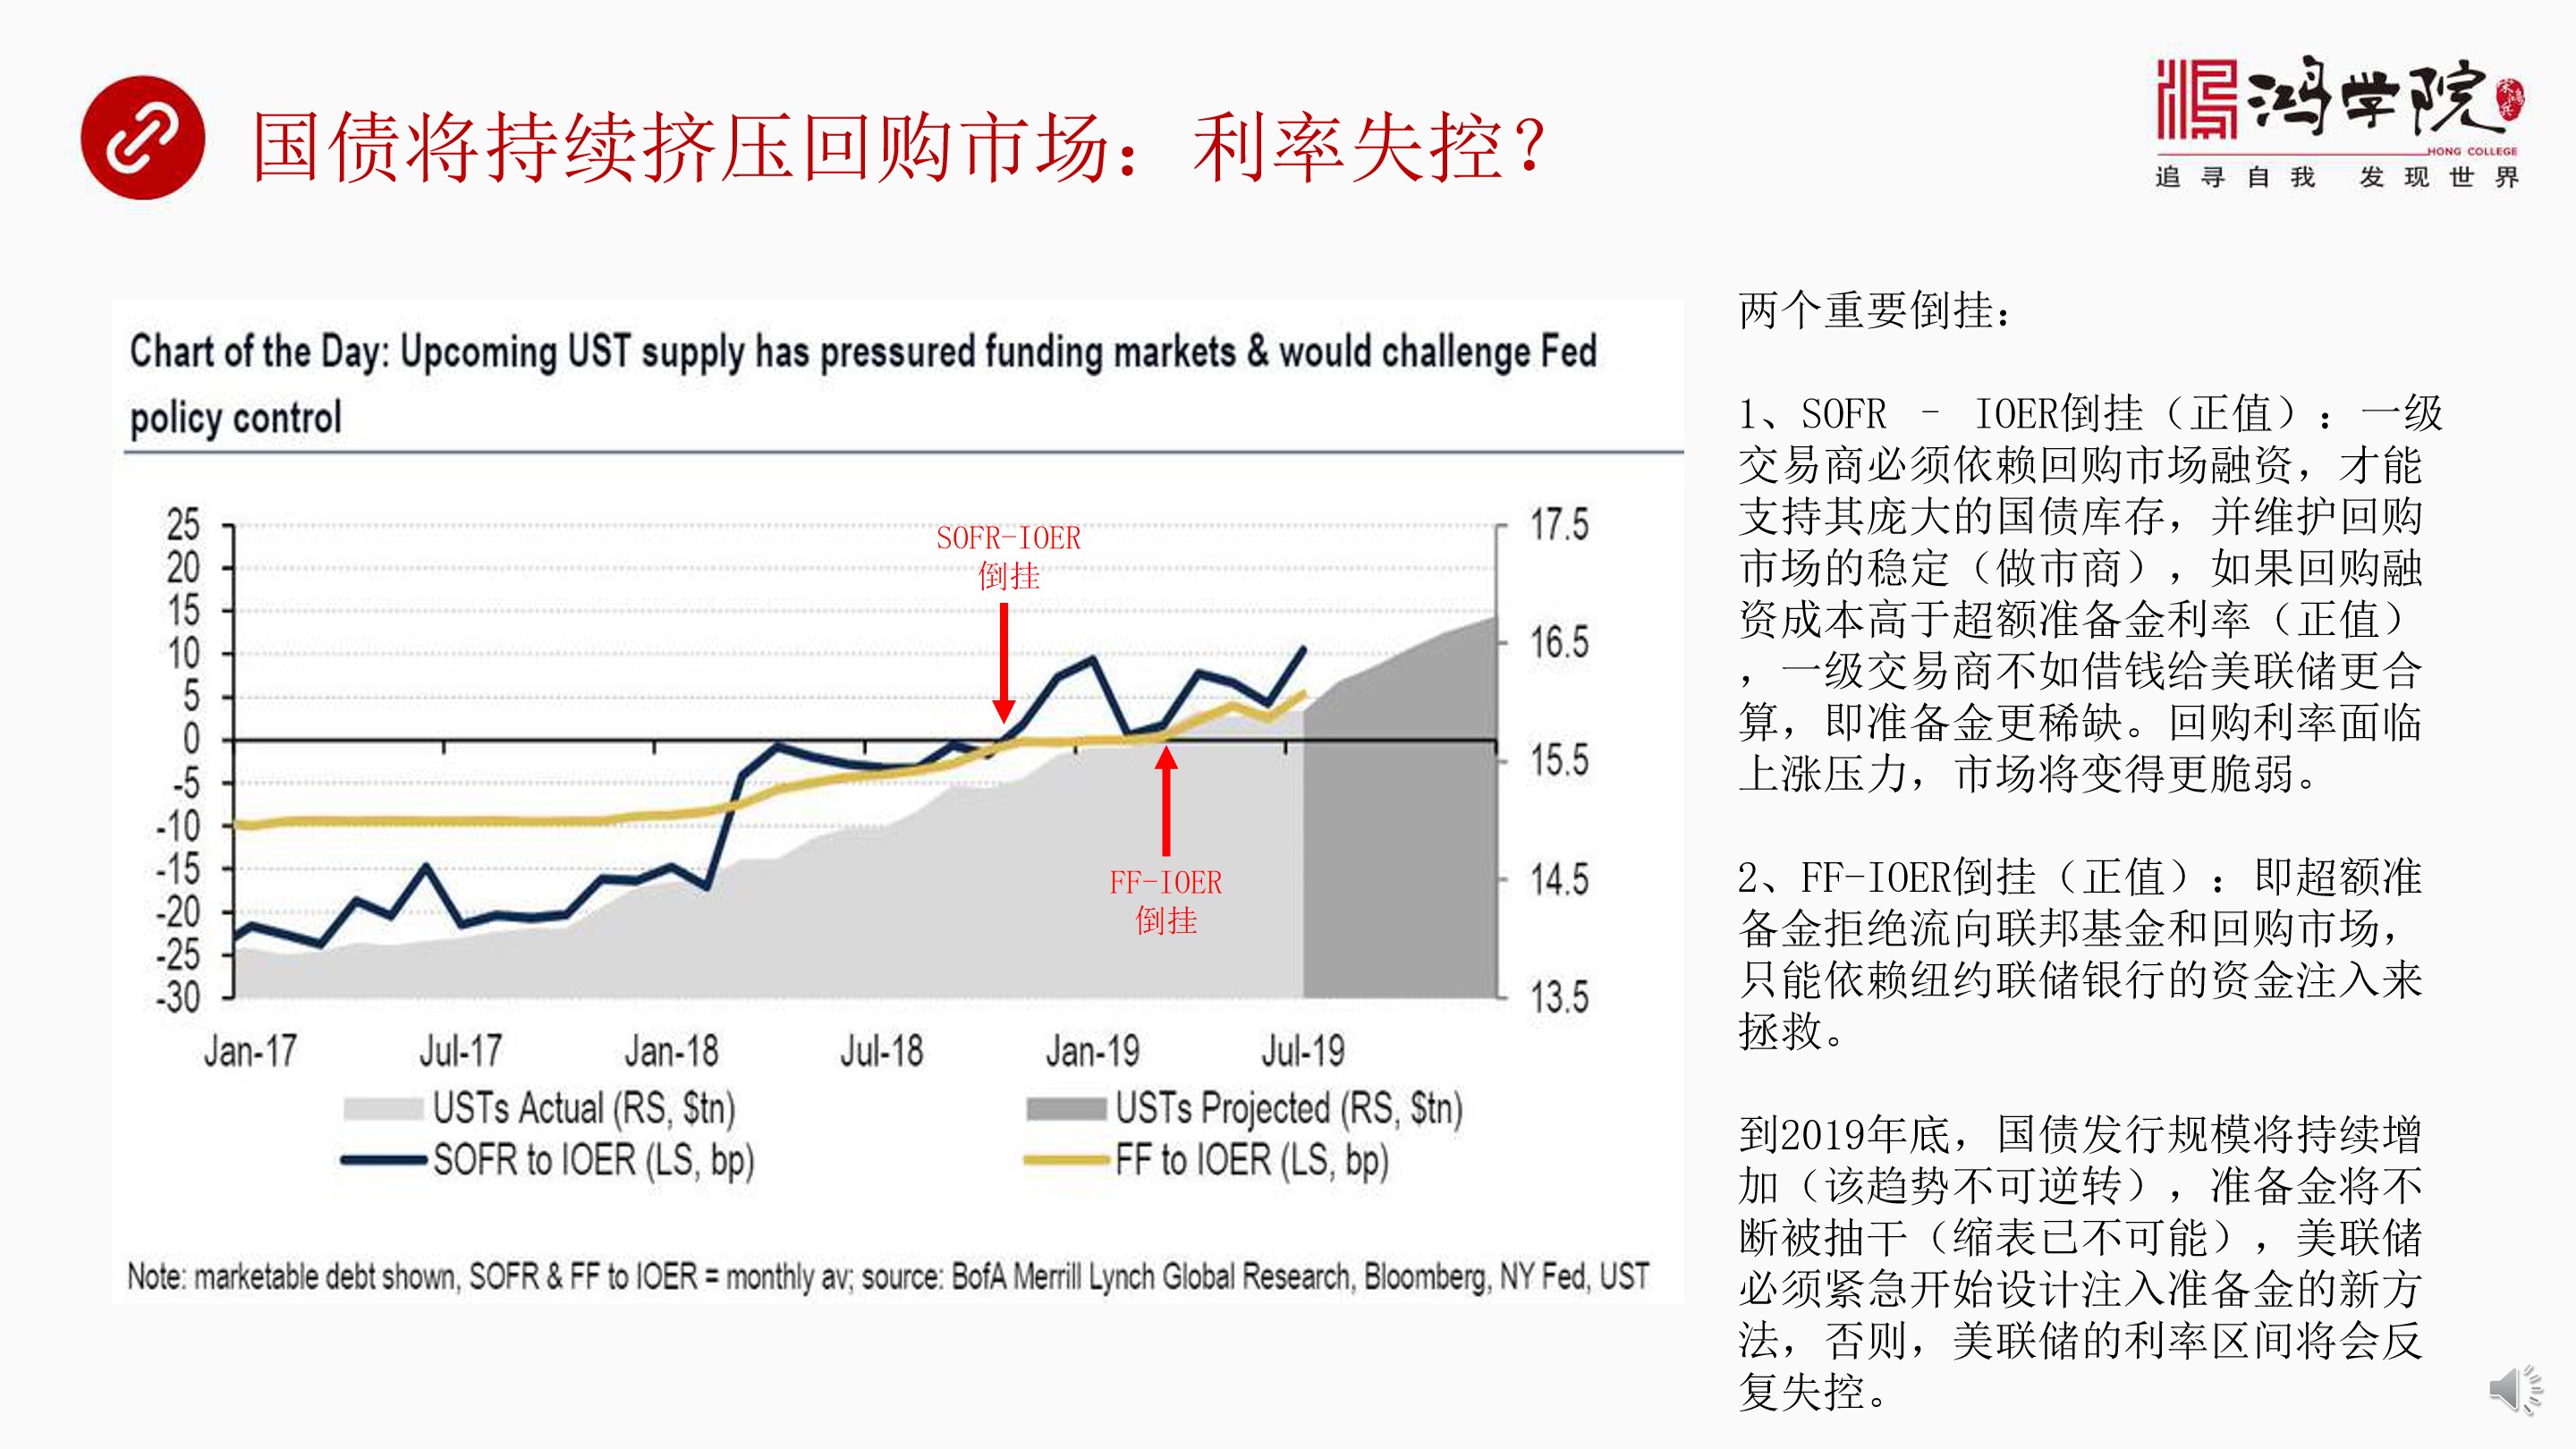 国债将持续挤压回购市场：利率失控？
鸿学院
HONG COLLEGE
追寻自我 发现世界
Chart of the Day: Upcoming UST supply has pressured funding markets & would challenge Fed
policy control
25
20
15
10
5
0
-5
-10
-15
-20
-25
-30
17.5
16.5
15.5
14.5
13.5
SOFR-IOER
倒挂
FF-IOER
倒挂
Jan-17 Jul-17 Jan-18 Jul-18 Jan-19 Jul-19
USTs Actual (RS, $tn) USTs Projected (RS, $tn)
SOFR to IOER (LS, bp) FF to IOER (LS, bp)
Note: marketable debt shown, SOFR & FF to IOER = monthly av; source: BofA Merrill Lynch Global Research, Bloomberg, NY Fed, UST
两个重要倒挂：
1、SOFR - IOER倒挂（正值）：一级
交易商必须依赖回购市场融资，才能
支持其庞大的国债库存，并维护回购
市场的稳定（做市商），如果回购融
资成本高于超额准备金利率（正值）
，一级交易商不如借钱给美联储更合
算，即准备金更稀缺。回购利率面临
上涨压力，市场将变得更脆弱。
2、FF-IOER倒挂（正值）：即超额准
备金拒绝流向联邦基金和回购市场，
只能依赖纽约联储银行的资金注入来
拯救。
到2019年底，国债发行规模将持续增
加（该趋势不可逆转），准备金将不
断被抽干（缩表已不可能），美联储
必须紧急开始设计注入准备金的新方
法，否则，美联储的利率区间将会反
复失控。